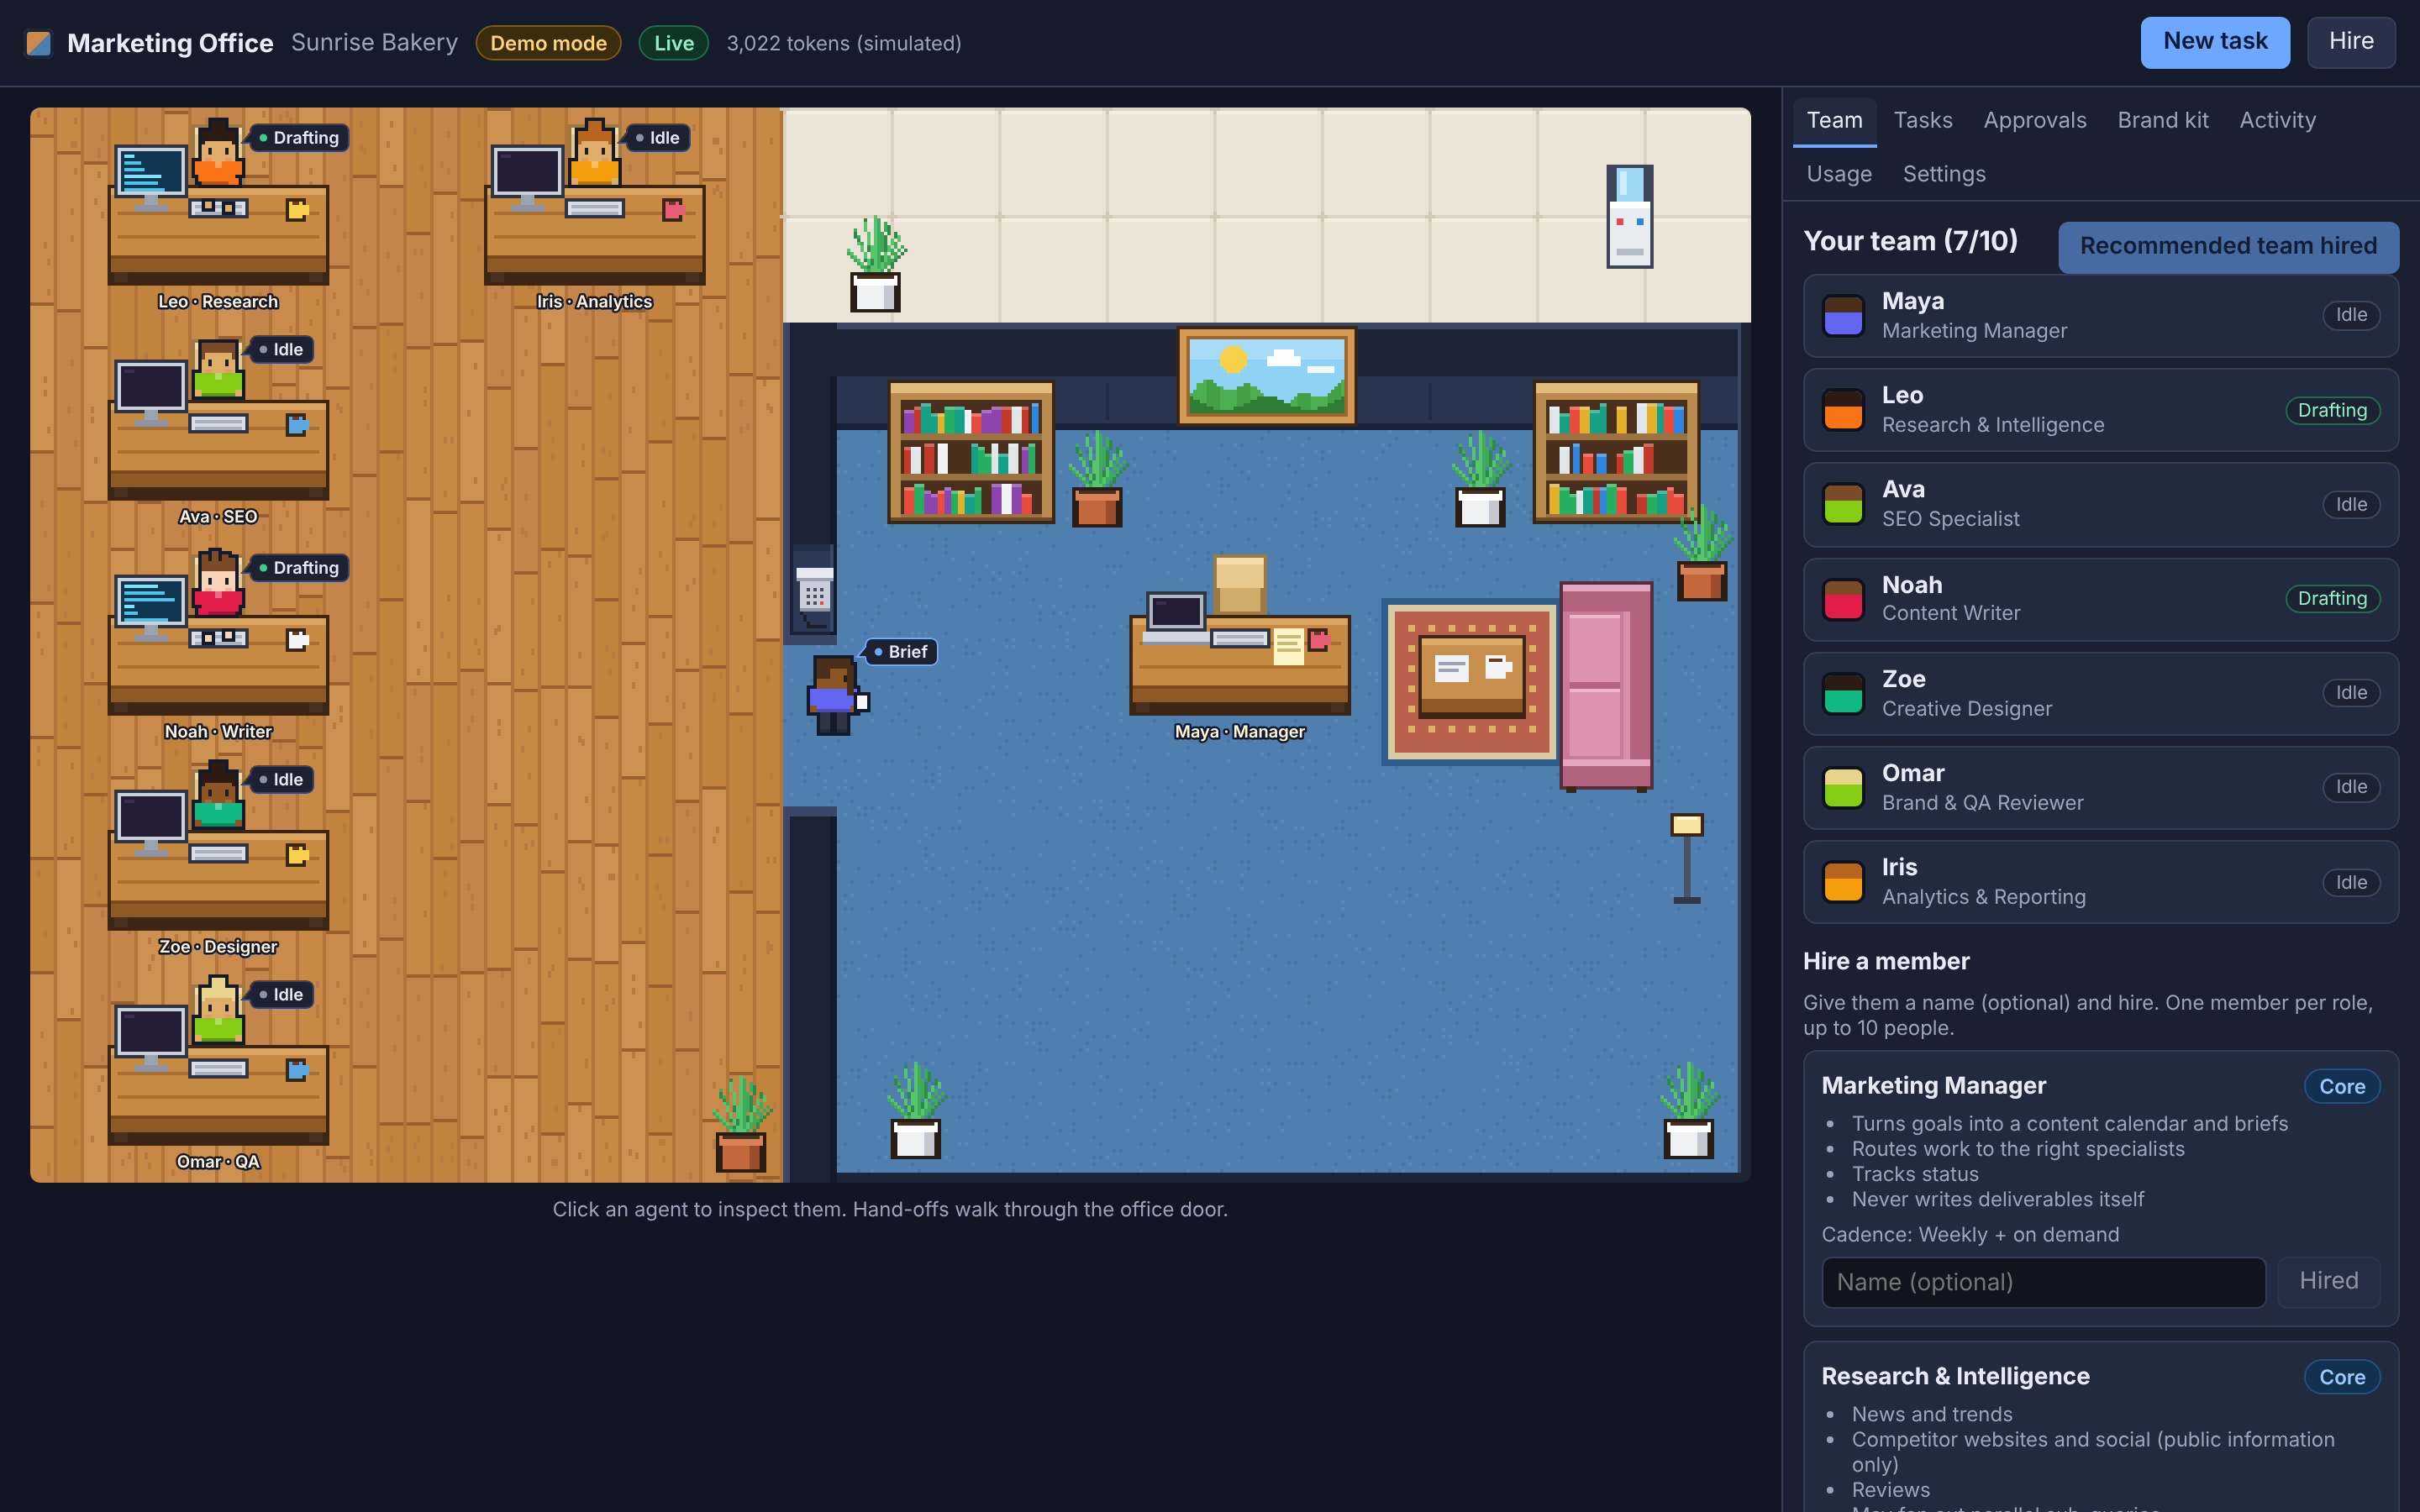 Marketing Office Sunrise Bakery Demo mode Live 3,022 tokens (simulated) New task Hire
Drafting
Leo · Research
Idle
Iris · Analytics
Idle
Ava · SEO
Drafting
Noah · Writer
Idle
Zoe · Designer
Idle
Omar · QA
Brief
Maya · Manager
Click an agent to inspect them. Hand-offs walk through the office door.
Team Tasks Approvals Brand kit Activity
Usage Settings
Your team (7/10) Recommended team hired
Maya
Marketing Manager
Idle
Leo
Research & Intelligence
Drafting
Ava
SEO Specialist
Idle
Noah
Content Writer
Drafting
Zoe
Creative Designer
Idle
Omar
Brand & QA Reviewer
Idle
Iris
Analytics & Reporting
Idle
Hire a member
Give them a name (optional) and hire. One member per role,
up to 10 people.
Marketing Manager Core
• Turns goals into a content calendar and briefs
• Routes work to the right specialists
• Tracks status
• Never writes deliverables itself
Cadence: Weekly + on demand
Name (optional) Hired
Research & Intelligence Core
• News and trends
• Competitor websites and social (public information
only)
• Reviews